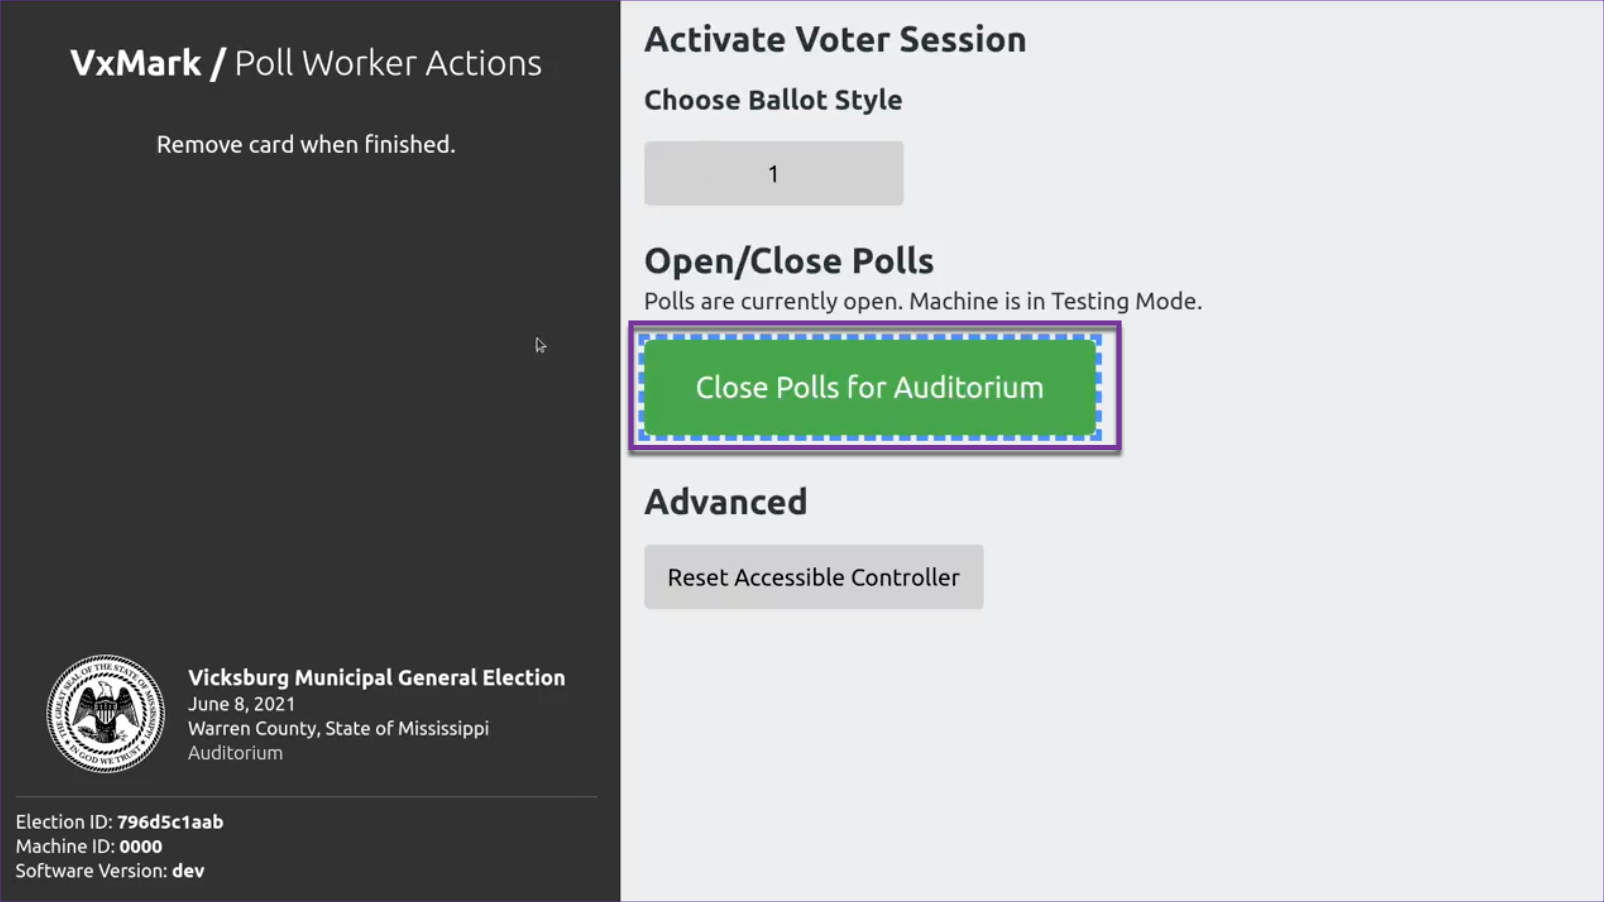 VxMark / Poll Worker Actions
Remove card when finished.
Vicksburg Municipal General Election
June 8, 2021
Warren County, State of Mississippi
Auditorium
Election ID: 796d5c1aab
Machine ID: 0000
Software Version: dev
Activate Voter Session
Choose Ballot Style
1
Open/Close Polls
Polls are currently open. Machine is in Testing Mode.
Close Polls for Auditorium
Advanced
Reset Accessible Controller
THE GREAT SEAL OF THE STATE OF MISSISSIPPI
IN GOD WE TRUST